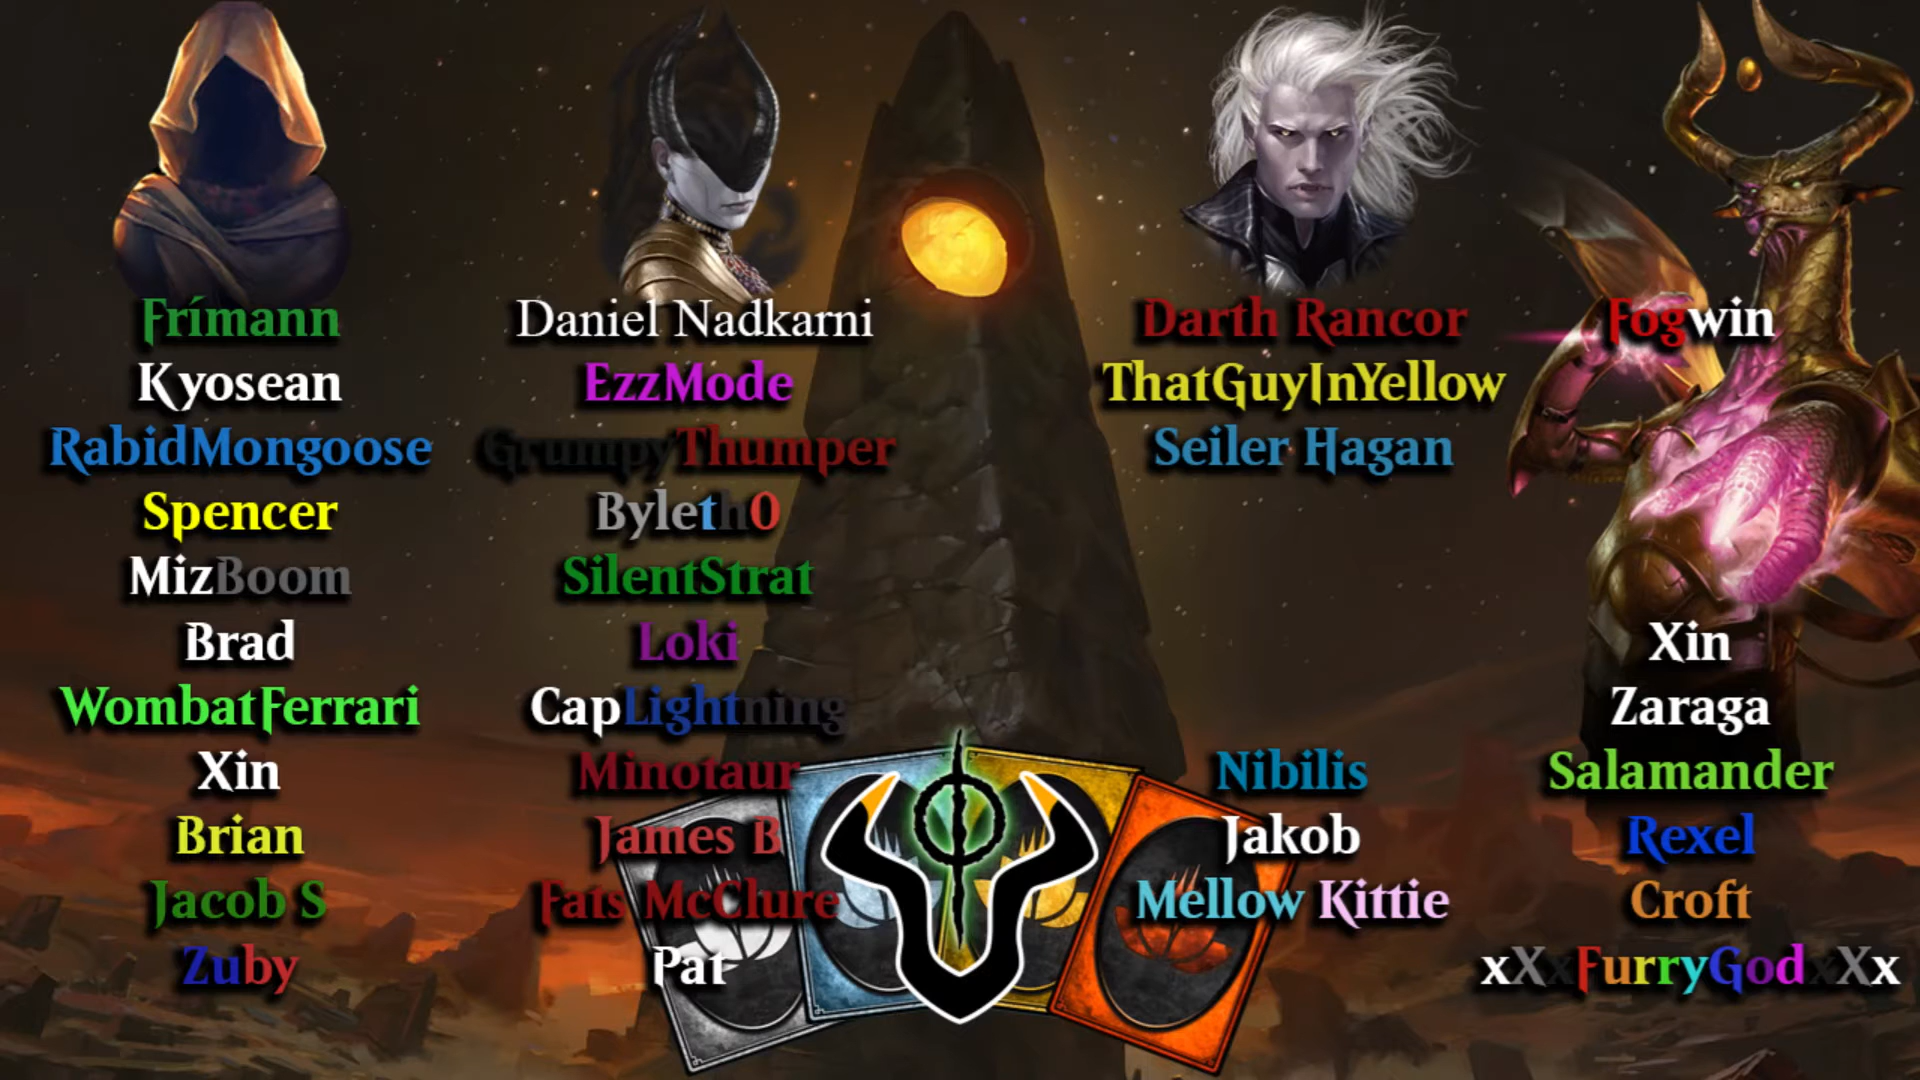 Frímann
Kyosean
RabidMongoose
Spencer
MizBoom
Brad
WombatFerrari
Xin
Brian
Jacob S
Zuby
Daniel Nadkarni
EzzMode
GrumpyThumper
Byleth0
SilentStrat
Loki
CapLightning
Minotaur
James B
Fats McClure
Pat
Darth Rancor
ThatGuyInYellow
Seiler Hagan
Nibilis
Jakob
Mellow Kittie
Fogwin
Xin
Zaraga
Salamander
Rexel
Croft
xXxFurryGodxXx